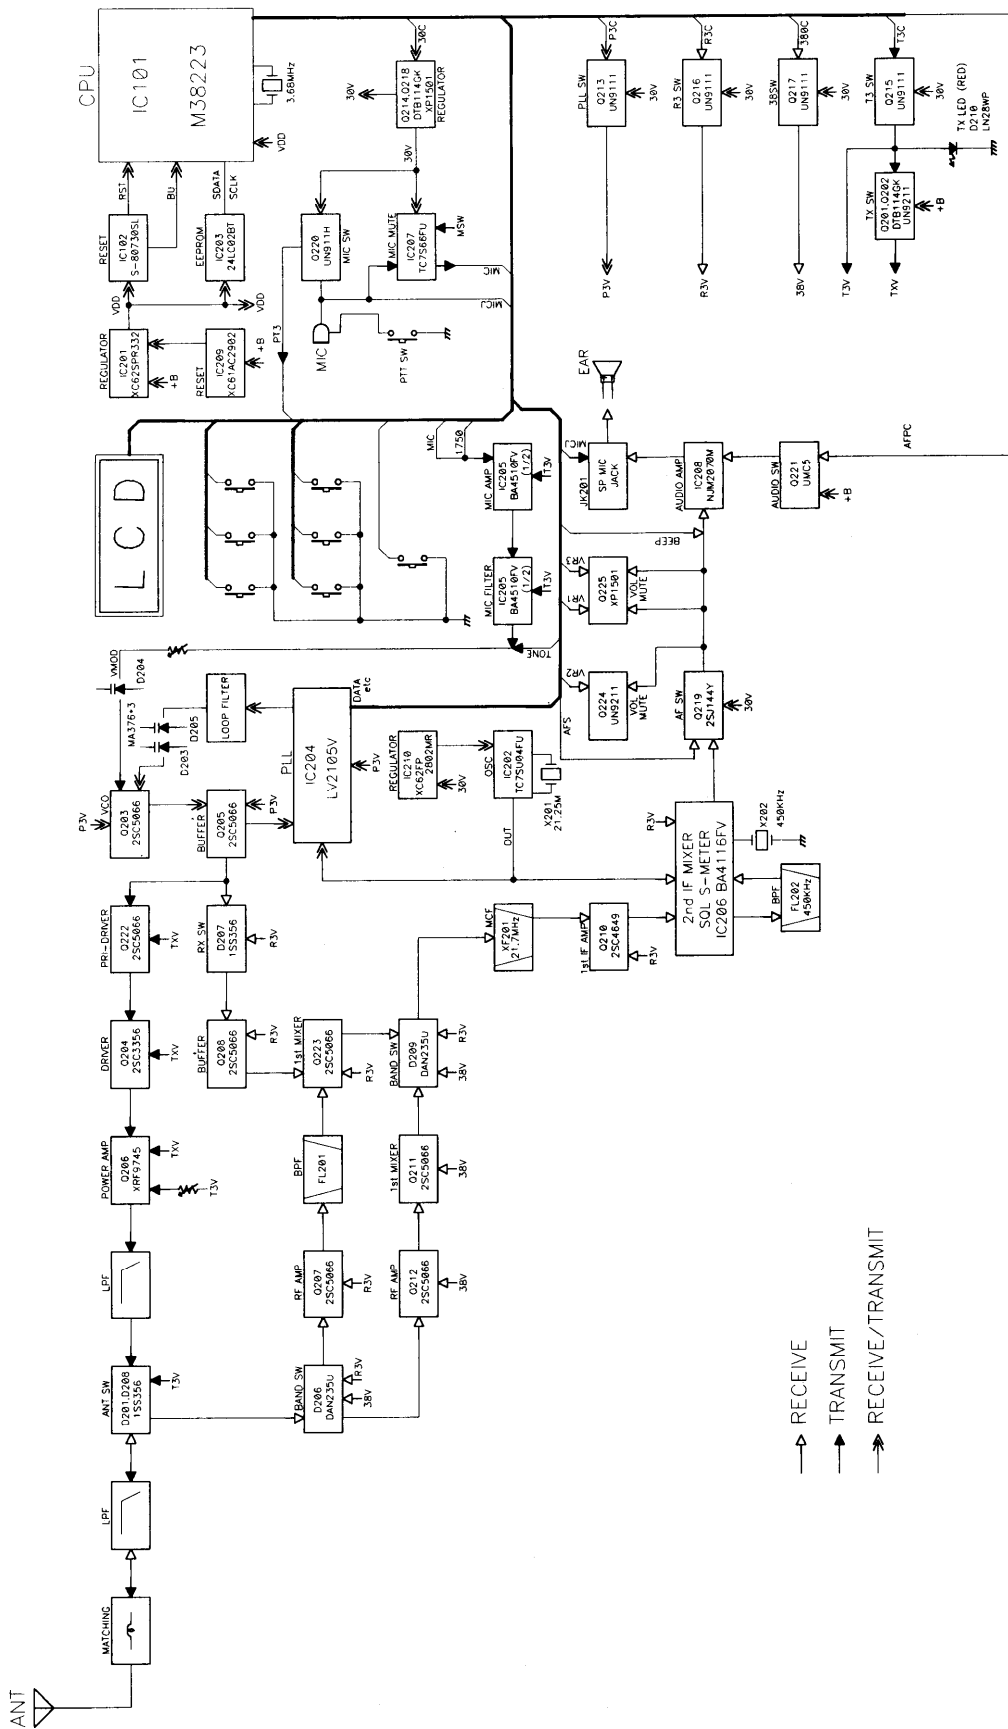 ANT
MATCHING
LPF
ANT SW
D201,D208
1SS356
T3V
LPF
POWER AMP
Q206
XRF9745
TXV
T3V
DRIVER
Q204
2SC3356
TXV
PRI-DRIVER
Q222
2SC5066
TXV
P3V
VCO
Q203
2SC5066
BUFFER
Q205
2SC5066
P3V
RX SW
D207
1SS356
R3V
BUFFER
Q208
2SC5066
R3V
VMOD
D204
MA376*3
D205
D203
LOOP FILTER
PLL
IC204
LV2105V
DATA
etc
P3V
BAND SW
D206
DAN235U
R3V
38V
RF AMP
Q207
2SC5066
R3V
BPF
FL201
1st MIXER
Q223
2SC5066
R3V
RF AMP
Q212
2SC5066
38V
1st MIXER
Q211
2SC5066
38V
BAND SW
D209
DAN235U
38V
R3V
MCF
XF201
21.7MHz
1st IF AMP
Q210
2SC4649
R3V
REGULATOR
IC210
XC62FP
2802MR
30V
OSC
IC202
TC7SU04FU
OUT
X201
21.25M
R3V
2nd IF MIXER
SQL S-METER
IC206 BA4116FV
X202
450KHz
BPF
FL202
450KHz
AF SW
Q219
2SJ144Y
30V
AFS
VR2
Q224
UN9211
VOL
MUTE
VR1
VR3
Q225
XP1501
VOL
MUTE
BEEP
TONE
MIC FILTER
IC205
BA4510FV
(1/2)
T3V
MIC AMP
IC205
BA4510FV
(1/2)
T3V
MIC
1750
LCD
JK201
MICJ
SP MIC
JACK
EAR
AUDIO AMP
IC208
NJM2070M
AUDIO SW
Q221
UMC5
+B
AFPC
REGULATOR
IC201
XC62SPR332
+B
VDD
RESET
IC209
XC61AC2902
+B
VDD
RESET
IC102
S-80730SL
RST
BU
EEPROM
IC203
24LC02BT
SDATA
SCLK
CPU
IC101
M38223
3.68MHz
VDD
PT3
Q220
UN911H
MIC SW
MIC
PTT SW
MIC MUTE
IC207
TC7S66FU
MSW
MIC
MICJ
30V
30V
30C
Q214,Q218
DTB114GK
XP1501
REGULATOR
P3V
PLL SW
Q213
UN9111
P3C
30V
R3V
R3 SW
Q216
UN9111
R3C
30V
38V
38SW
Q217
UN9111
380C
30V
T3V
T3 SW
Q215
UN9111
T3C
30V
TXV
TX SW
Q201,Q202
DTB114GK
UN9211
+B
TX LED (RED)
D210
LN28WP
RECEIVE
TRANSMIT
RECEIVE/TRANSMIT